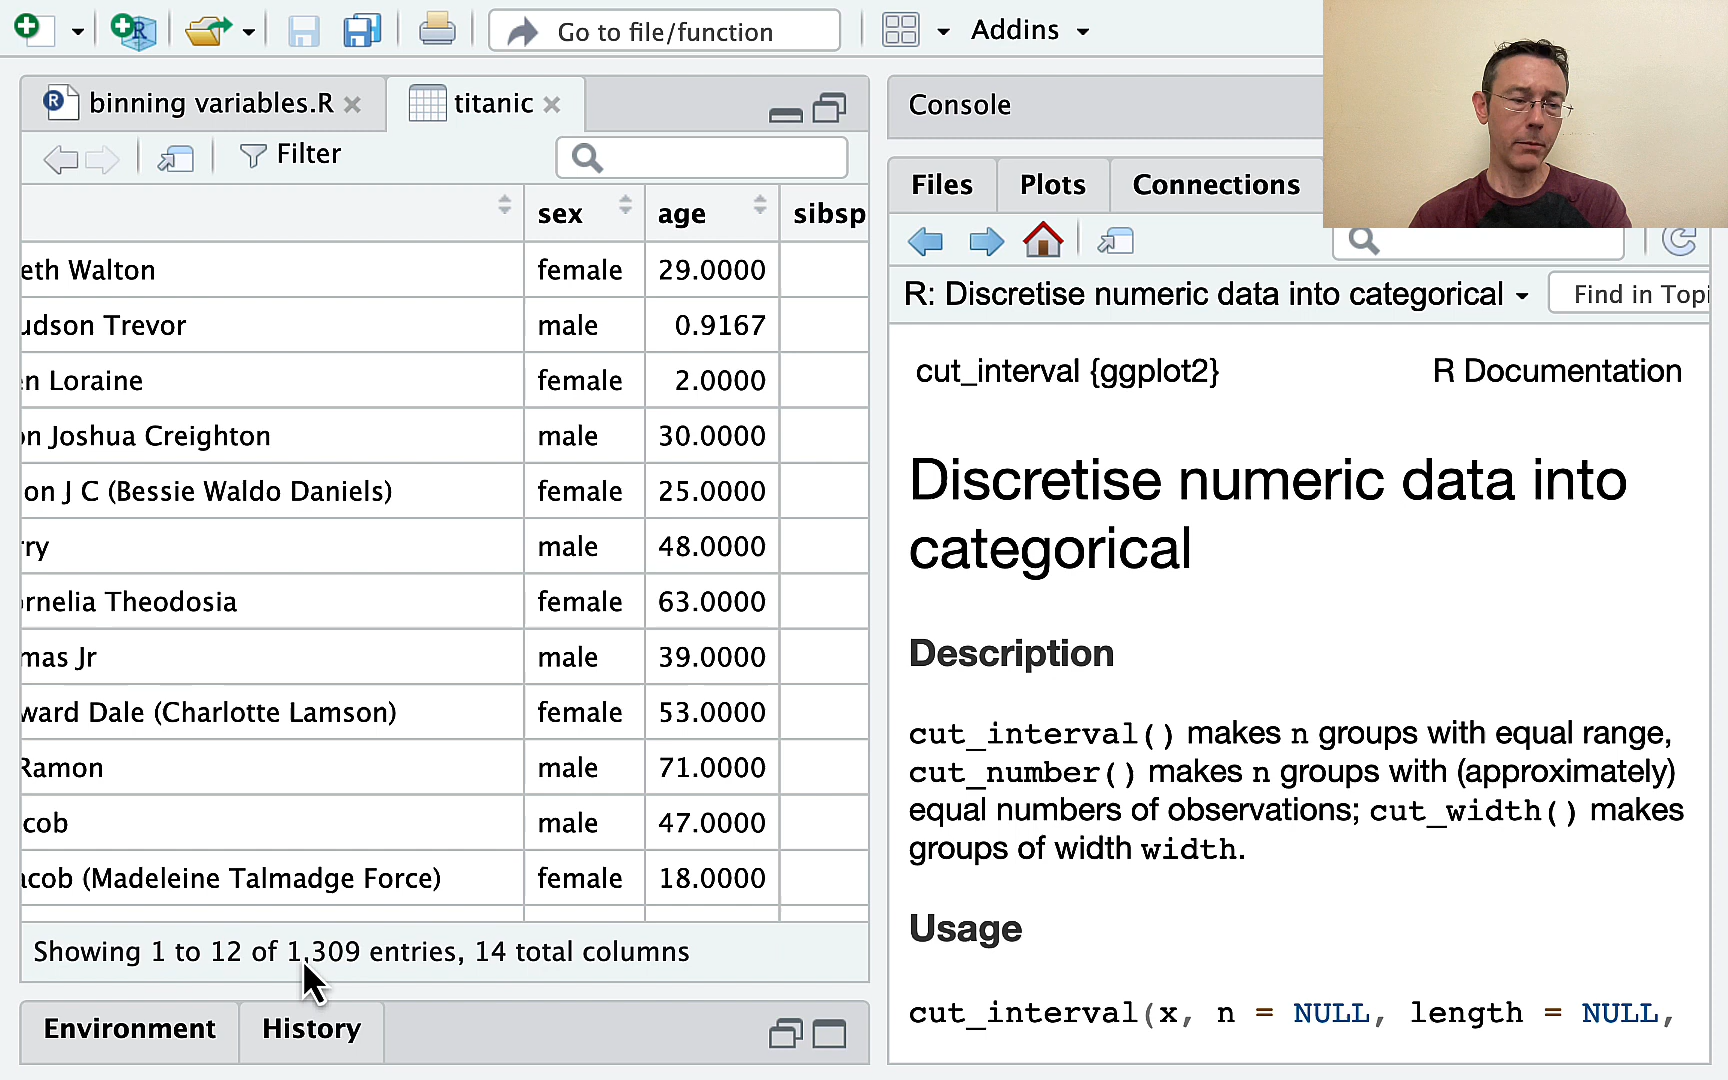 Go to file/function
Addins
binning variables.R
titanic
Filter
sex age sibsp
eth Walton female 29.0000
udson Trevor male 0.9167
en Loraine female 2.0000
on Joshua Creighton male 30.0000
on J C (Bessie Waldo Daniels) female 25.0000
rry male 48.0000
ornelia Theodosia female 63.0000
mas Jr male 39.0000
ward Dale (Charlotte Lamson) female 53.0000
Ramon male 71.0000
cob male 47.0000
acob (Madeleine Talmadge Force) female 18.0000
Showing 1 to 12 of 1,309 entries, 14 total columns
Environment History
Console
Files Plots Connections
R: Discretise numeric data into categorical
Find in Topi
cut_interval {ggplot2} R Documentation
Discretise numeric data into
categorical
Description
cut_interval() makes n groups with equal range,
cut_number() makes n groups with (approximately)
equal numbers of observations; cut_width() makes
groups of width width.
Usage
cut_interval(x, n = NULL, length = NULL,